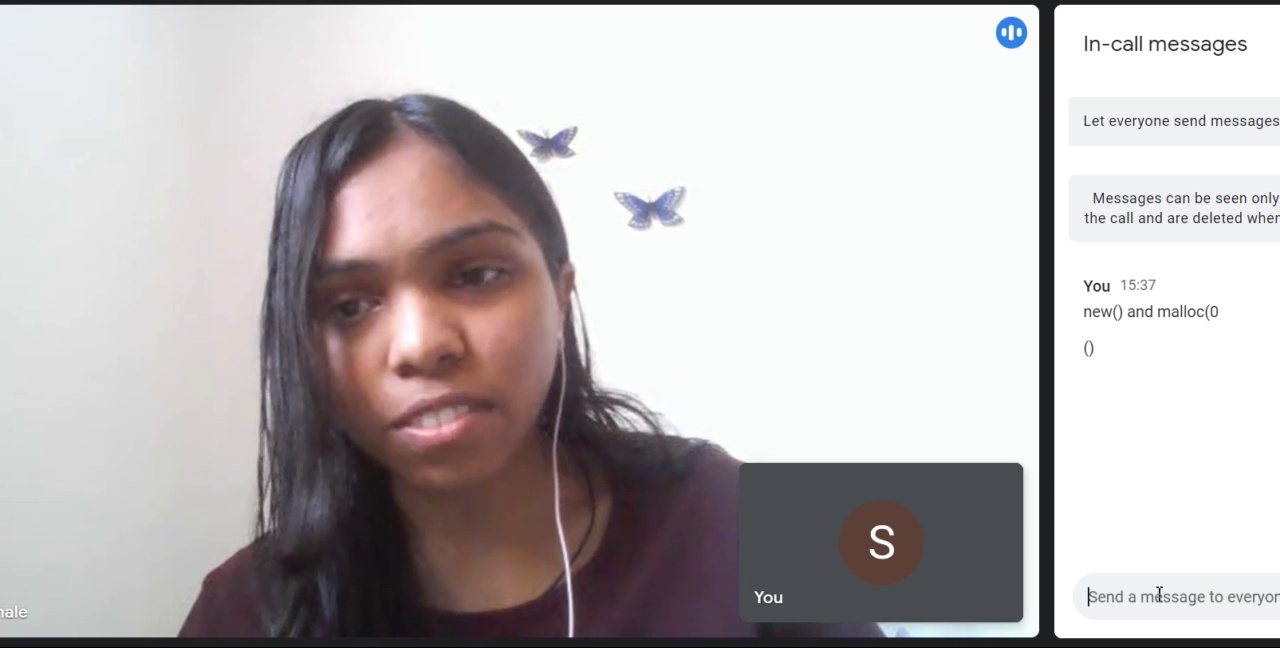 In-call messages
Let everyone send messages
Messages can be seen only
the call and are deleted when
You 15:37
new() and malloc(0
()
S
You
Send a message to everyon
nale